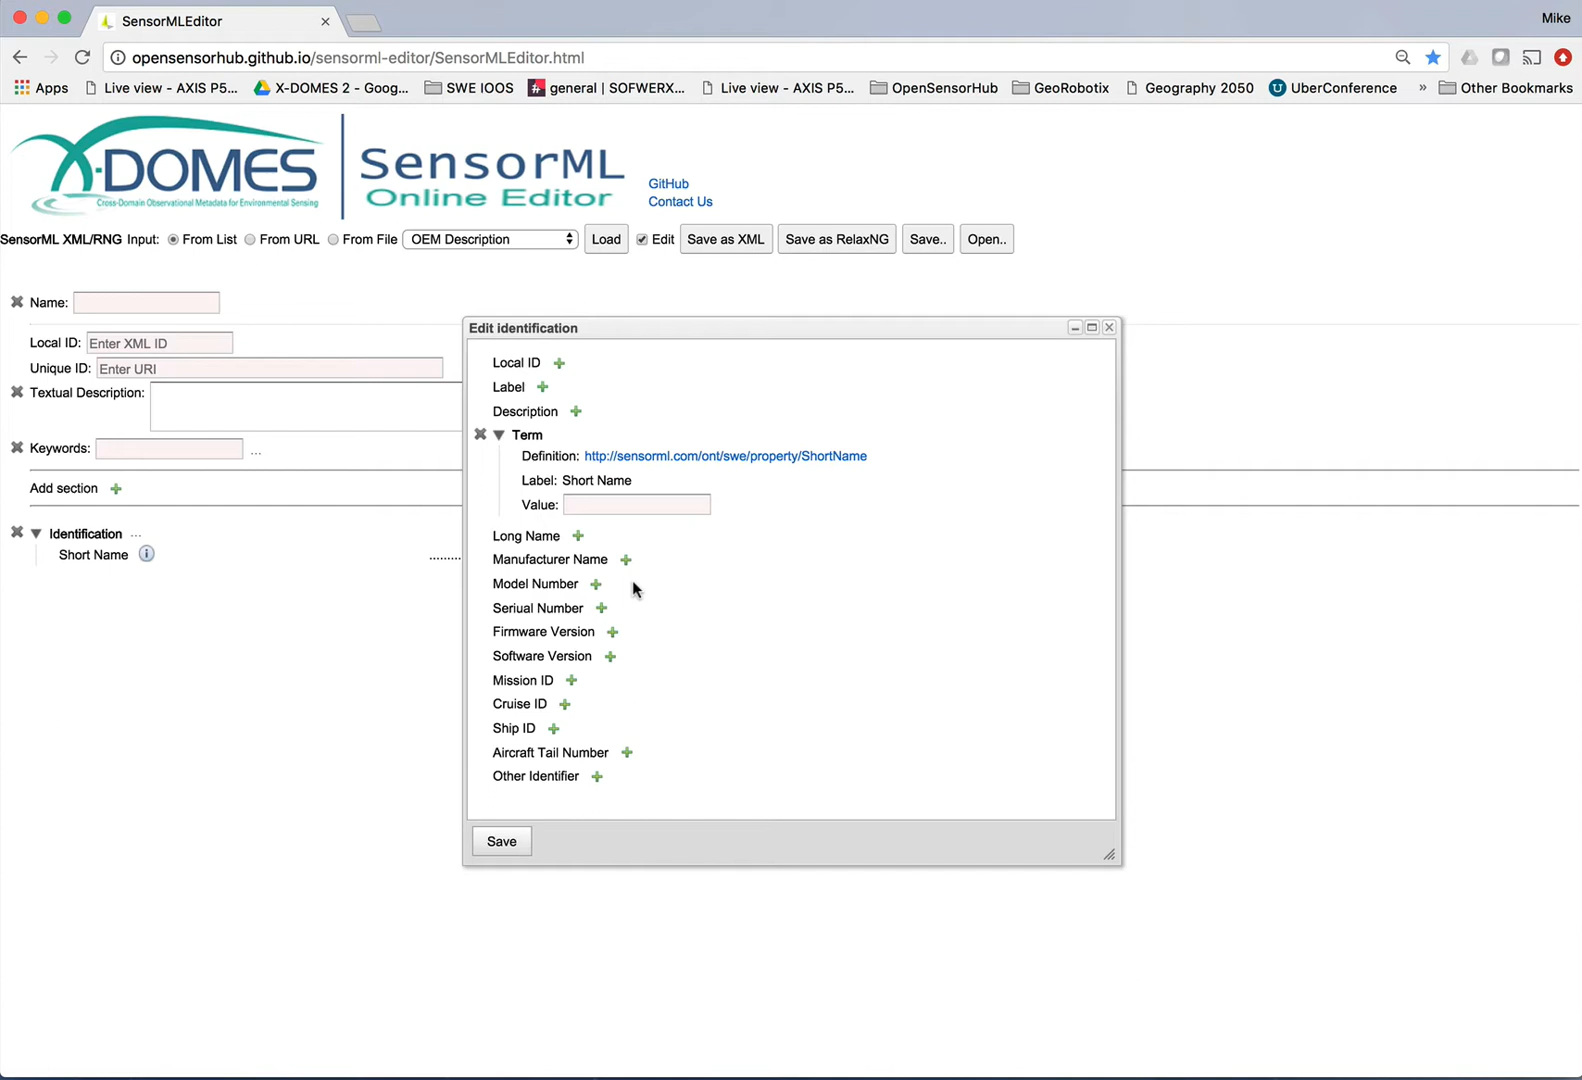 SensorMLEditor
Mike
opensensorhub.github.io/sensorml-editor/SensorMLEditor.html
Apps Live view - AXIS P5... X-DOMES 2 - Goog... SWE IOOS general | SOFWERX... Live view - AXIS P5... OpenSensorHub GeoRobotix Geography 2050 UberConference » Other Bookmarks
X-DOMES
Cross-Domain Observational Metadata for Environmental Sensing
SensorML
Online Editor
GitHub
Contact Us
SensorML XML/RNG Input: From List From URL From File OEM Description Load Edit Save as XML Save as RelaxNG Save.. Open..
Name:
Local ID: Enter XML ID
Unique ID: Enter URI
Textual Description:
Keywords: ...
Add section
Identification ...
Short Name
Edit identification
Local ID
Label
Description
Term
Definition: http://sensorml.com/ont/swe/property/ShortName
Label: Short Name
Value:
Long Name
Manufacturer Name
Model Number
Seriual Number
Firmware Version
Software Version
Mission ID
Cruise ID
Ship ID
Aircraft Tail Number
Other Identifier
Save